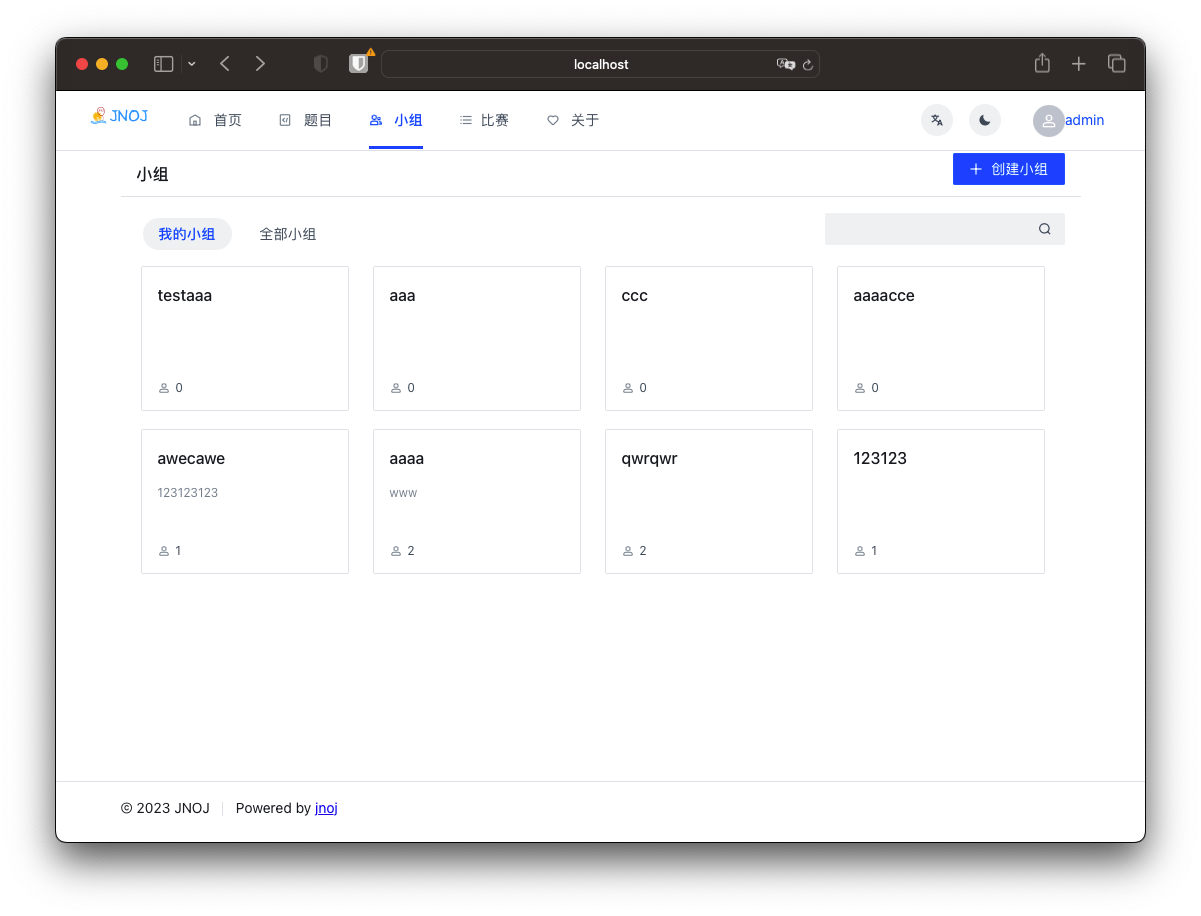 localhost
JNOJ 首页 题目 小组 比赛 关于 admin
小组 创建小组
我的小组 全部小组
testaaa aaa ccc aaaacce
0 0 0 0
awecawe aaaa qwrqwr 123123
123123123 www
1 2 2 1
© 2023 JNOJ Powered by jnoj